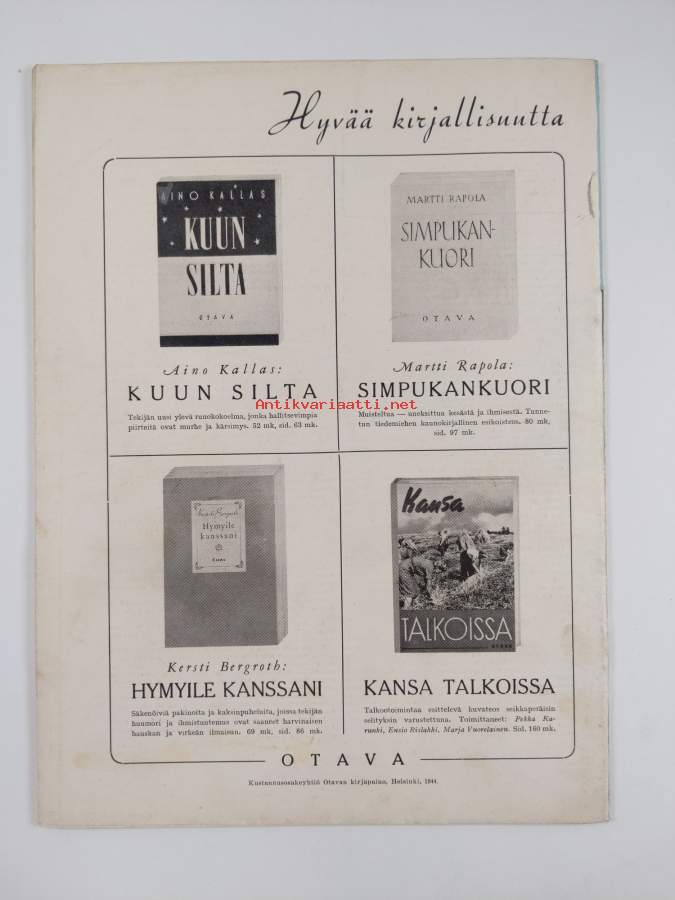 Hyvää kirjallisuutta
AINO KALLAS
KUUN
SILTA
OTAVA
Aino Kallas:
KUUN SILTA
Tekijän uusi ylevä runokokoelma, jonka hallitsevimpia
piirteitä ovat murhe ja kärsimys. 52 mk, sid. 63 mk.
MARTTI RAPOLA
SIMPUKAN-
KUORI
OTAVA
Martti Rapola:
SIMPUKANKUORI
Muisteltua — uneksittua kesästä ja ihmisestä. Tunne-
tun tiedemiehen kaunokirjallinen esikoisteos. 80 mk,
sid. 97 mk.
Antikvariaatti.net
Kersti Bergroth
Hymyile
kanssani
Kersti Bergroth:
HYMYILE KANSSANI
Säkenöiviä pakinoita ja kaksinpuheluita, joissa tekijän
huumori ja ihmistuntemus ovat saaneet harvinaisen
hauskan ja virkeän ilmaisun. 69 mk, sid. 86 mk.
Kansa
TALKOISSA
OTAVA
KANSA TALKOISSA
Talkootoimintaa esittelevä kuvateos seikkaperäisin
selityksin varustettuna. Toimittaneet: Pekka Ka-
runki, Ensio Rislakki, Marja Vuorelainen. Sid. 160 mk.
OTAVA
Kustannusosakeyhtiö Otavan kirjapaino, Helsinki, 1944.